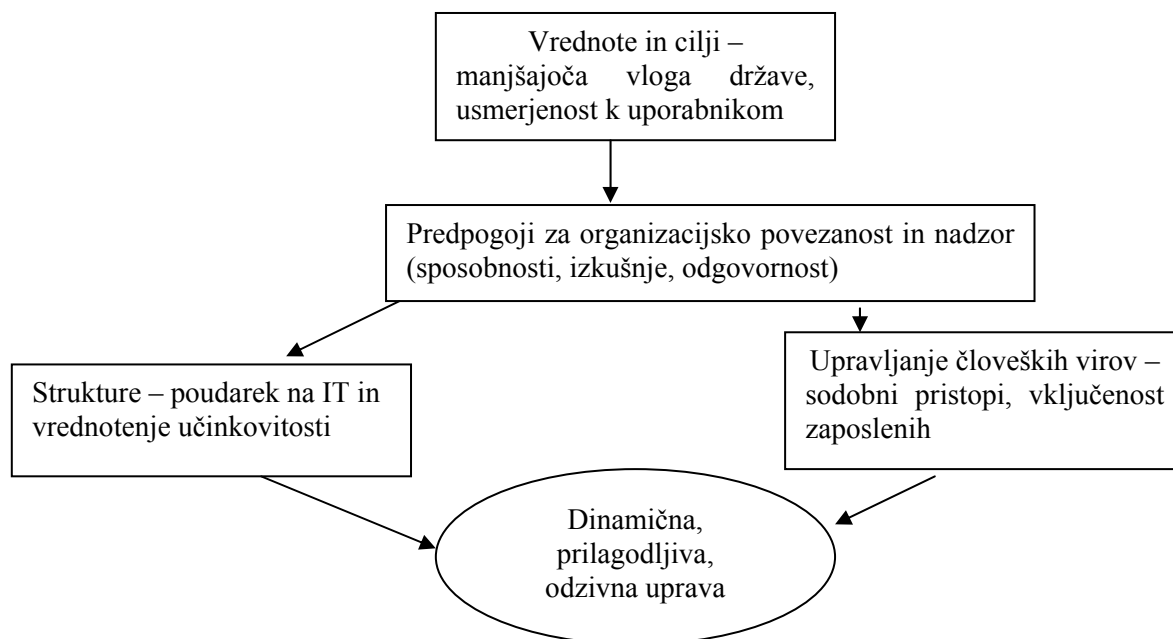 Vrednote in cilji –
manjšajoča vloga države,
usmerjenost k uporabnikom
Predpogoji za organizacijsko povezanost in nadzor
(sposobnosti, izkušnje, odgovornost)
Strukture – poudarek na IT in
vrednotenje učinkovitosti
Upravljanje človeških virov –
sodobni pristopi, vključenost
zaposlenih
Dinamična,
prilagodljiva,
odzivna uprava